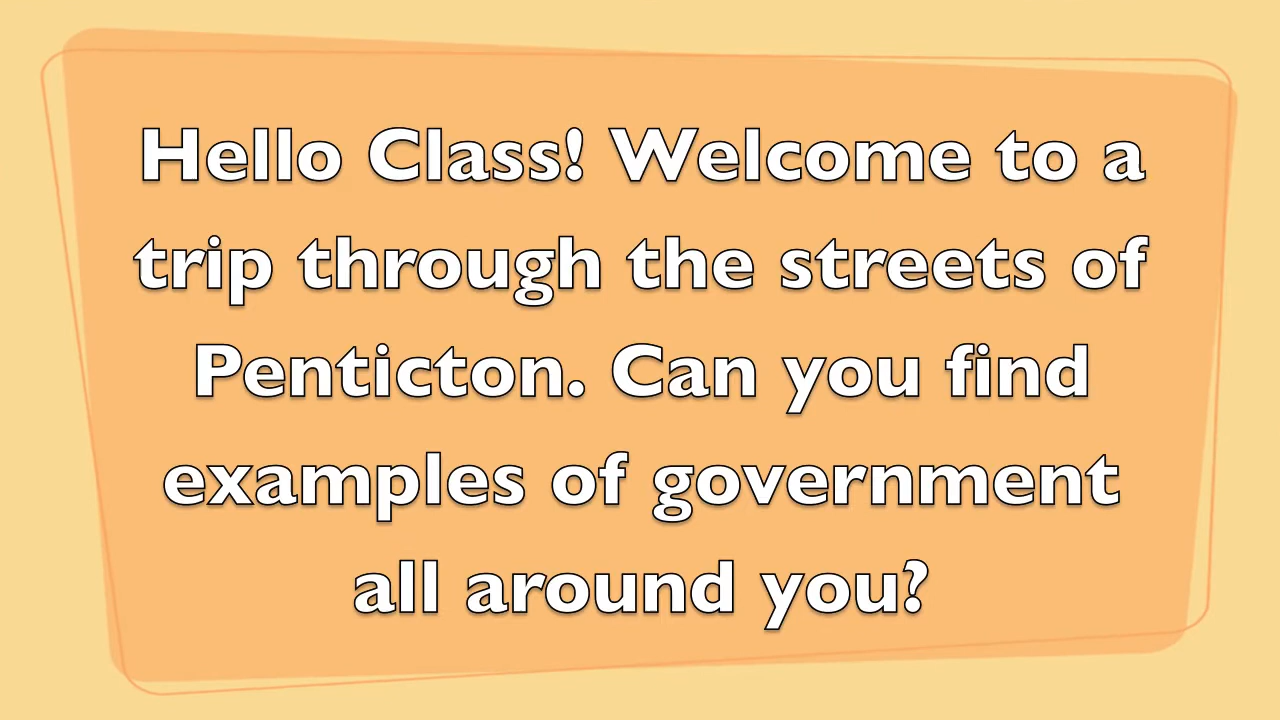 Hello Class! Welcome to a
trip through the streets of
Penticton. Can you find
examples of government
all around you?